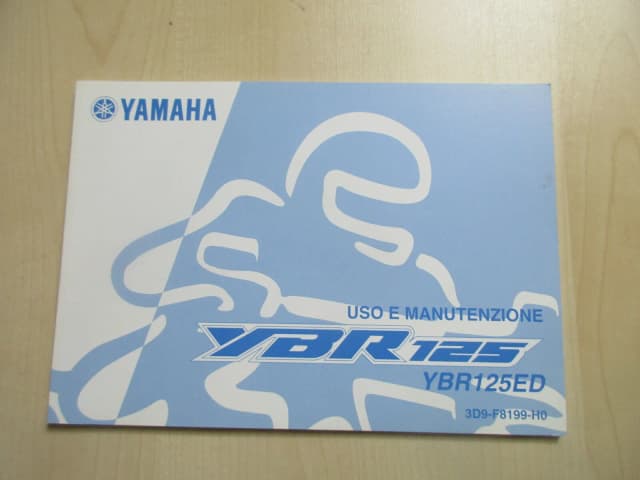 YAMAHA
USO E MANUTENZIONE
YBR125
YBR125ED
3D9-F8199-H0